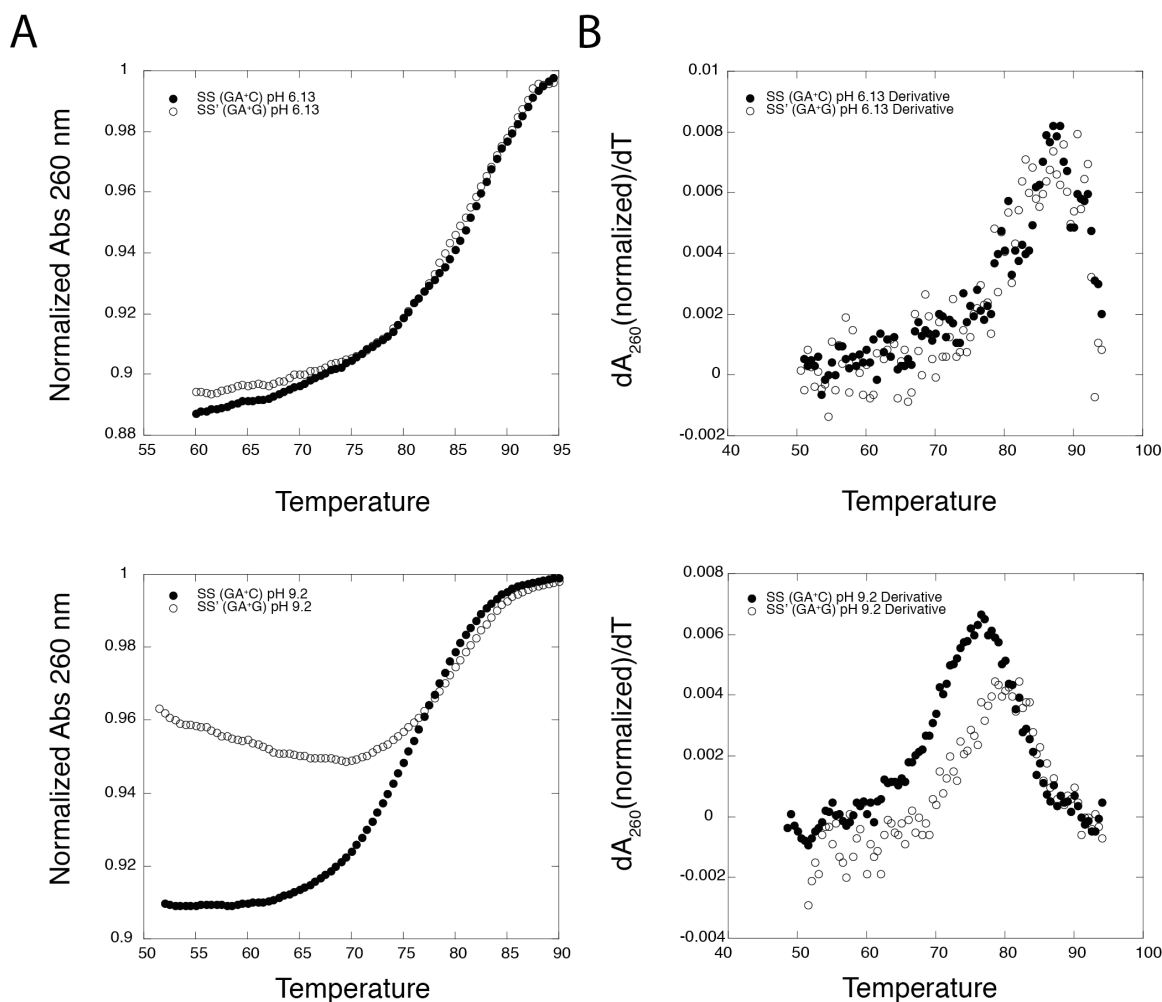 A
B
Normalized Abs 260 nm
1
0.98
0.96
0.94
0.92
0.9
0.88
SS (GA⁺C) pH 6.13
SS' (GA⁺G) pH 6.13
55 60 65 70 75 80 85 90 95
Temperature
dA₂₆₀(normalized)/dT
0.01
0.008
0.006
0.004
0.002
0
-0.002
SS (GA⁺C) pH 6.13 Derivative
SS' (GA⁺G) pH 6.13 Derivative
40 50 60 70 80 90 100
Temperature
Normalized Abs 260 nm
1
0.98
0.96
0.94
0.92
0.9
SS (GA⁺C) pH 9.2
SS' (GA⁺G) pH 9.2
50 55 60 65 70 75 80 85 90
Temperature
dA₂₆₀(normalized)/dT
0.008
0.006
0.004
0.002
0
-0.002
-0.004
SS (GA⁺C) pH 9.2 Derivative
SS' (GA⁺G) pH 9.2 Derivative
40 50 60 70 80 90 100
Temperature